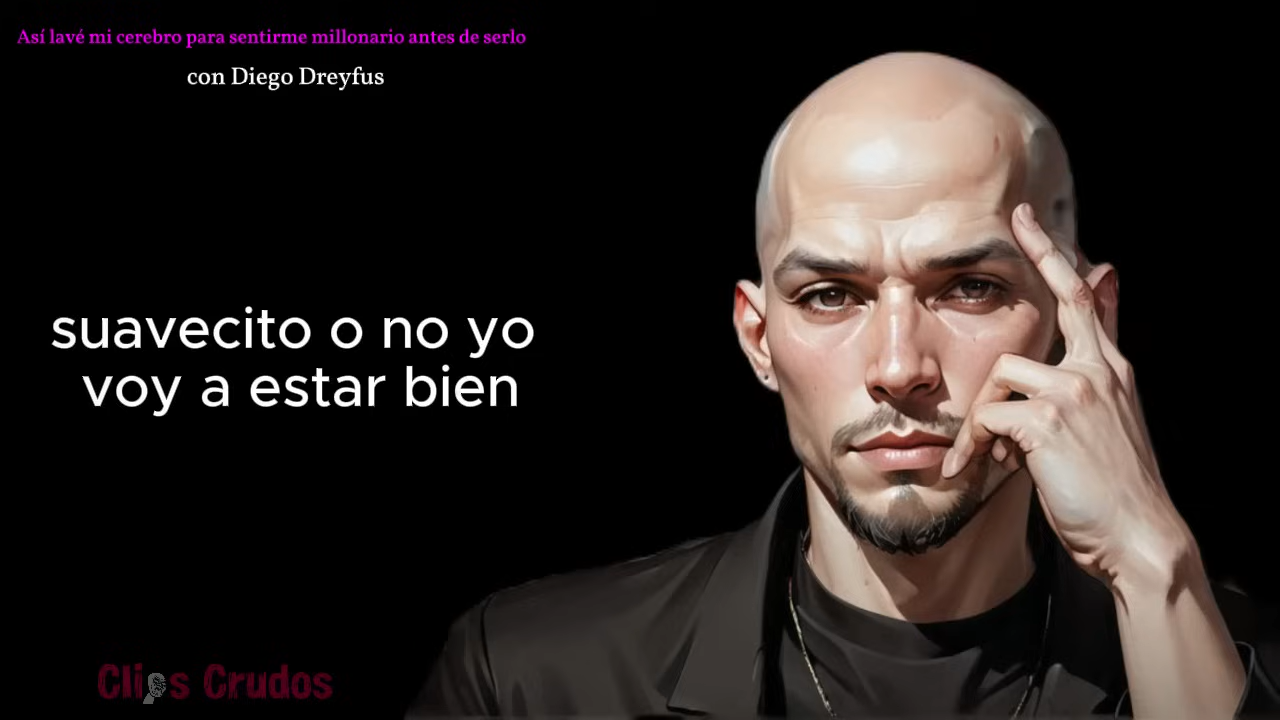 Así lavé mi cerebro para sentirme millonario antes de serlo
con Diego Dreyfus
suavecito o no yo
voy a estar bien
Clips Crudos